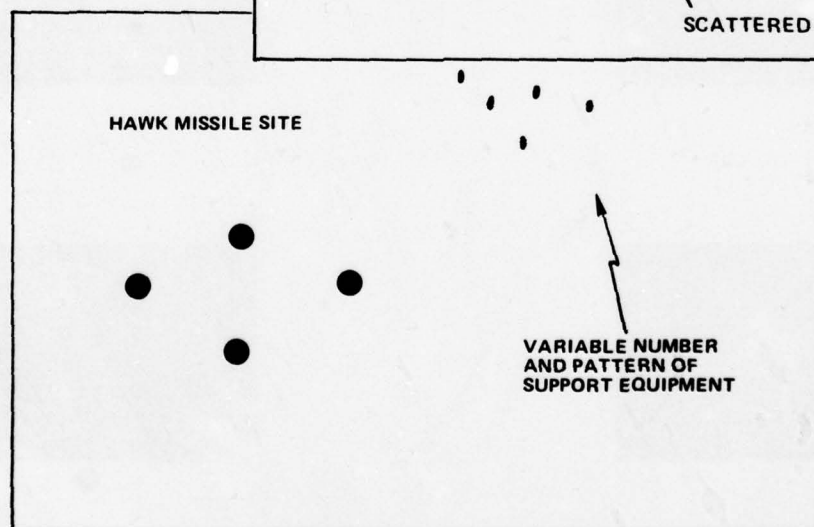 SCATTERED
HAWK MISSILE SITE
VARIABLE NUMBER
AND PATTERN OF
SUPPORT EQUIPMENT